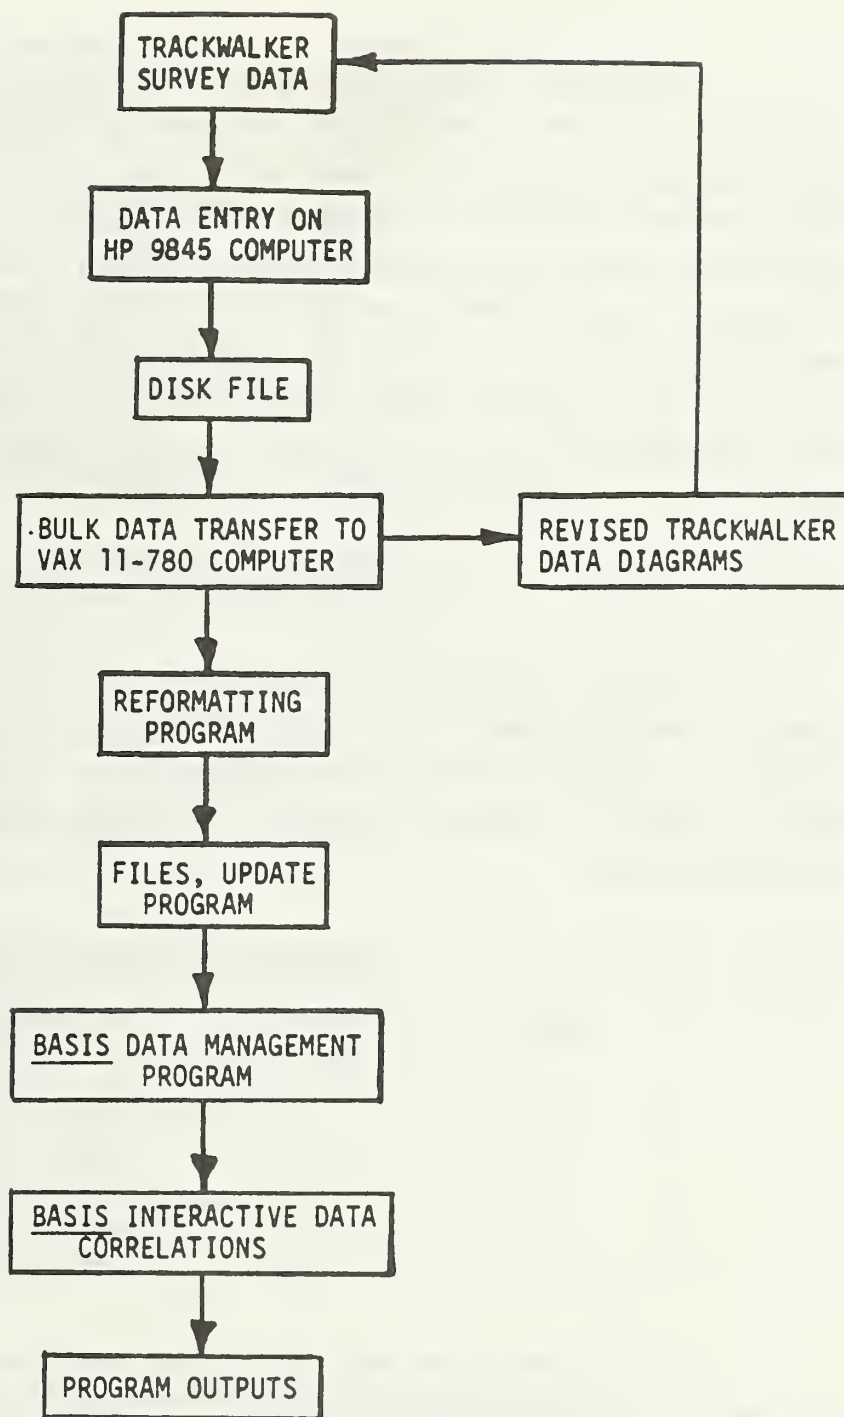 TRACKWALKER
SURVEY DATA
DATA ENTRY ON
HP 9845 COMPUTER
DISK FILE
BULK DATA TRANSFER TO
VAX 11-780 COMPUTER
REVISED TRACKWALKER
DATA DIAGRAMS
REFORMATTING
PROGRAM
FILES, UPDATE
PROGRAM
BASIS DATA MANAGEMENT
PROGRAM
BASIS INTERACTIVE DATA
CORRELATIONS
PROGRAM OUTPUTS